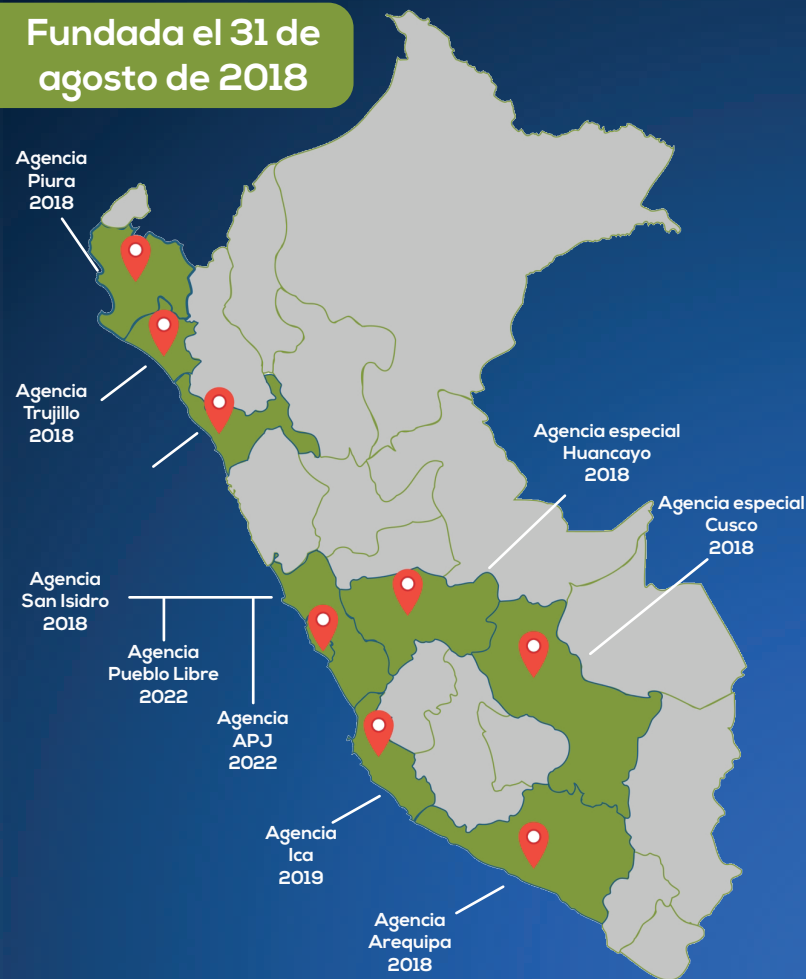 Fundada el 31 de
agosto de 2018
Agencia
Piura
2018
Agencia
Trujillo
2018
Agencia especial
Huancayo
2018
Agencia especial
Cusco
2018
Agencia
San Isidro
2018
Agencia
Pueblo Libre
2022
Agencia
APJ
2022
Agencia
Ica
2019
Agencia
Arequipa
2018